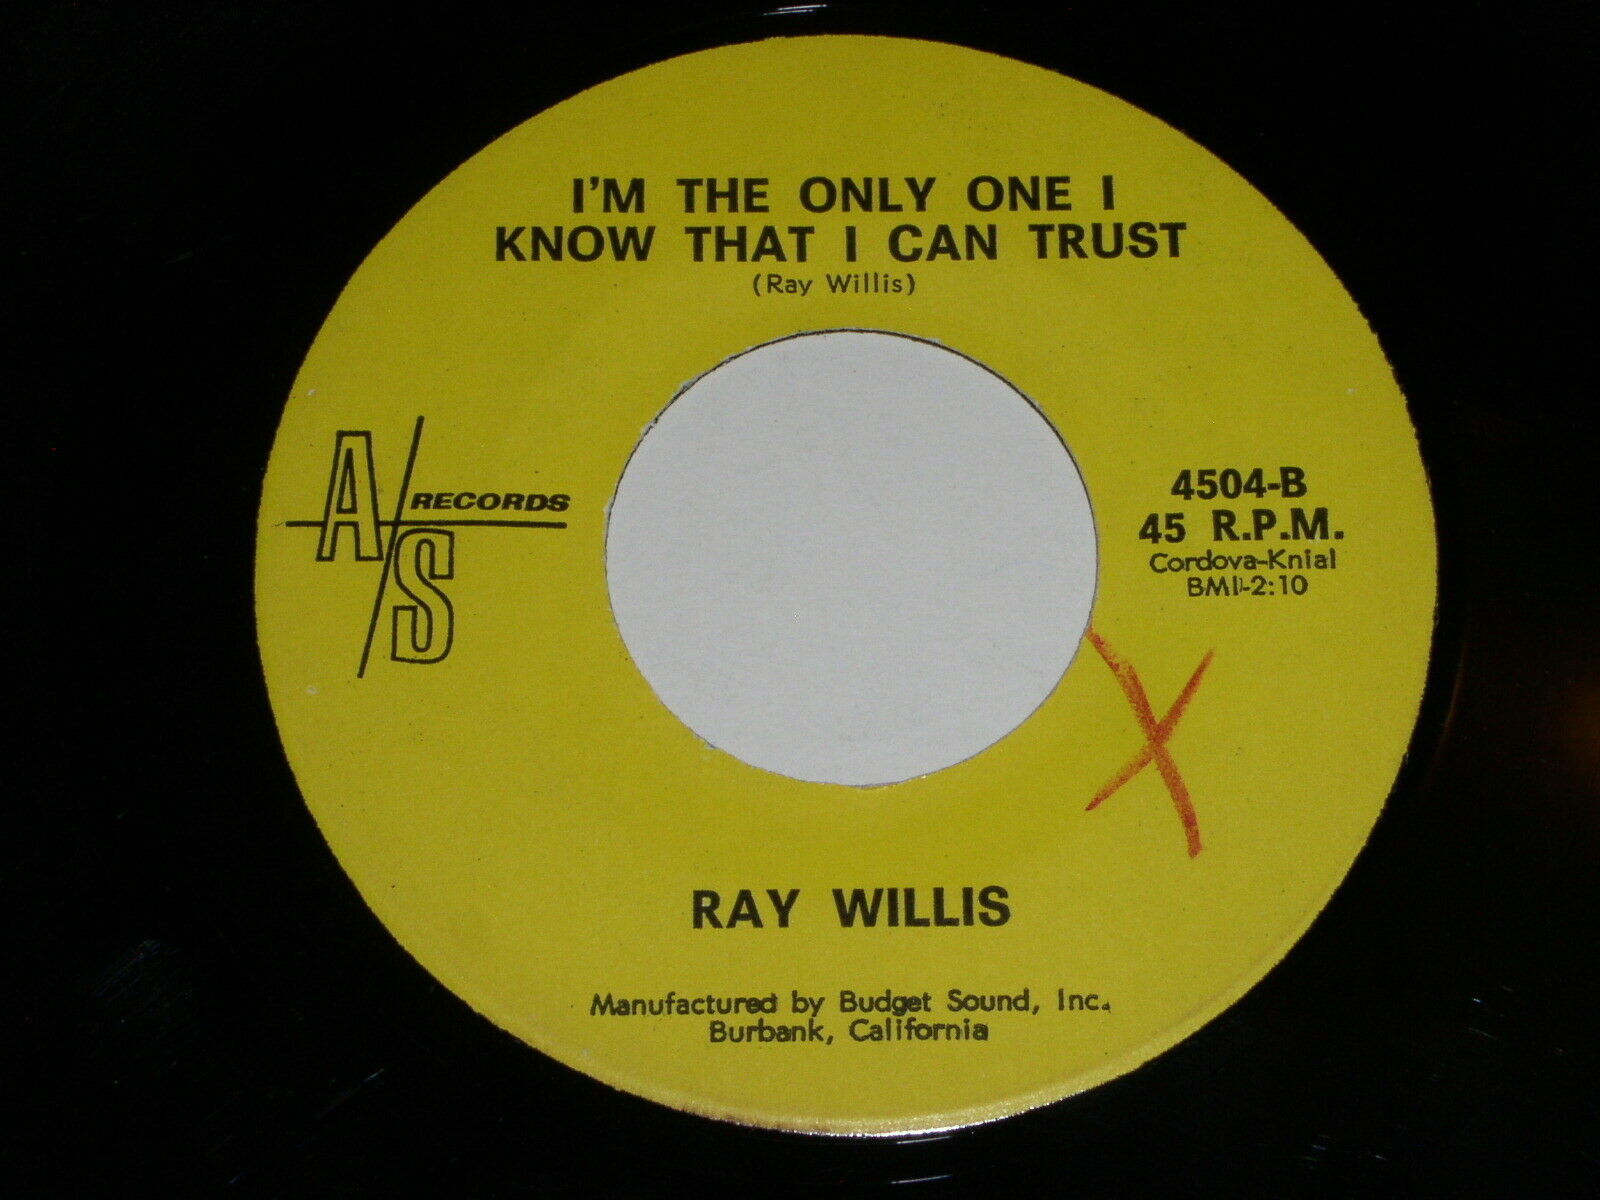 I'M THE ONLY ONE I
KNOW THAT I CAN TRUST
(Ray Willis)
A/S RECORDS
4504-B
45 R.P.M.
Cordova-Knial
BMI-2:10
X
RAY WILLIS
Manufactured by Budget Sound, Inc.
Burbank, California